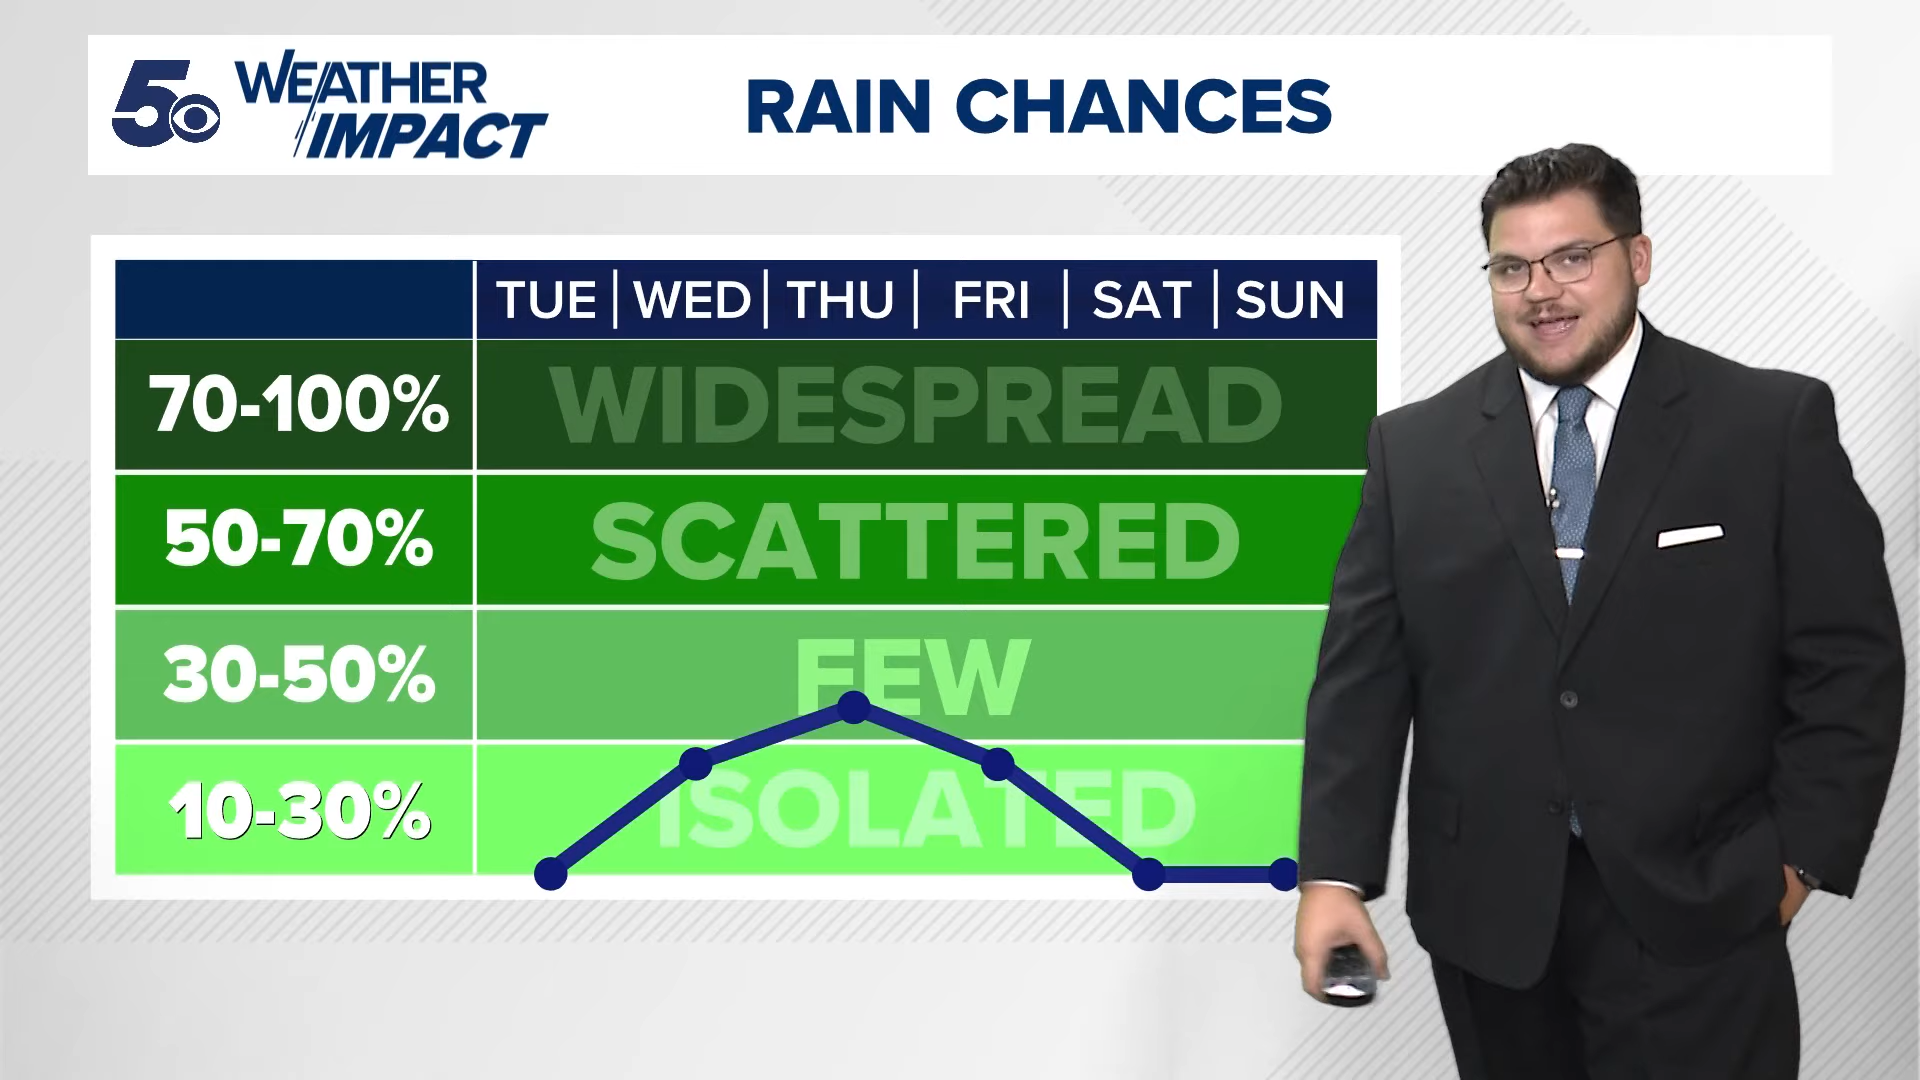 5 WEATHER
IMPACT
RAIN CHANCES
TUE WED THU FRI SAT SUN
70-100% WIDESPREAD
50-70% SCATTERED
30-50% FEW
10-30% ISOLATED